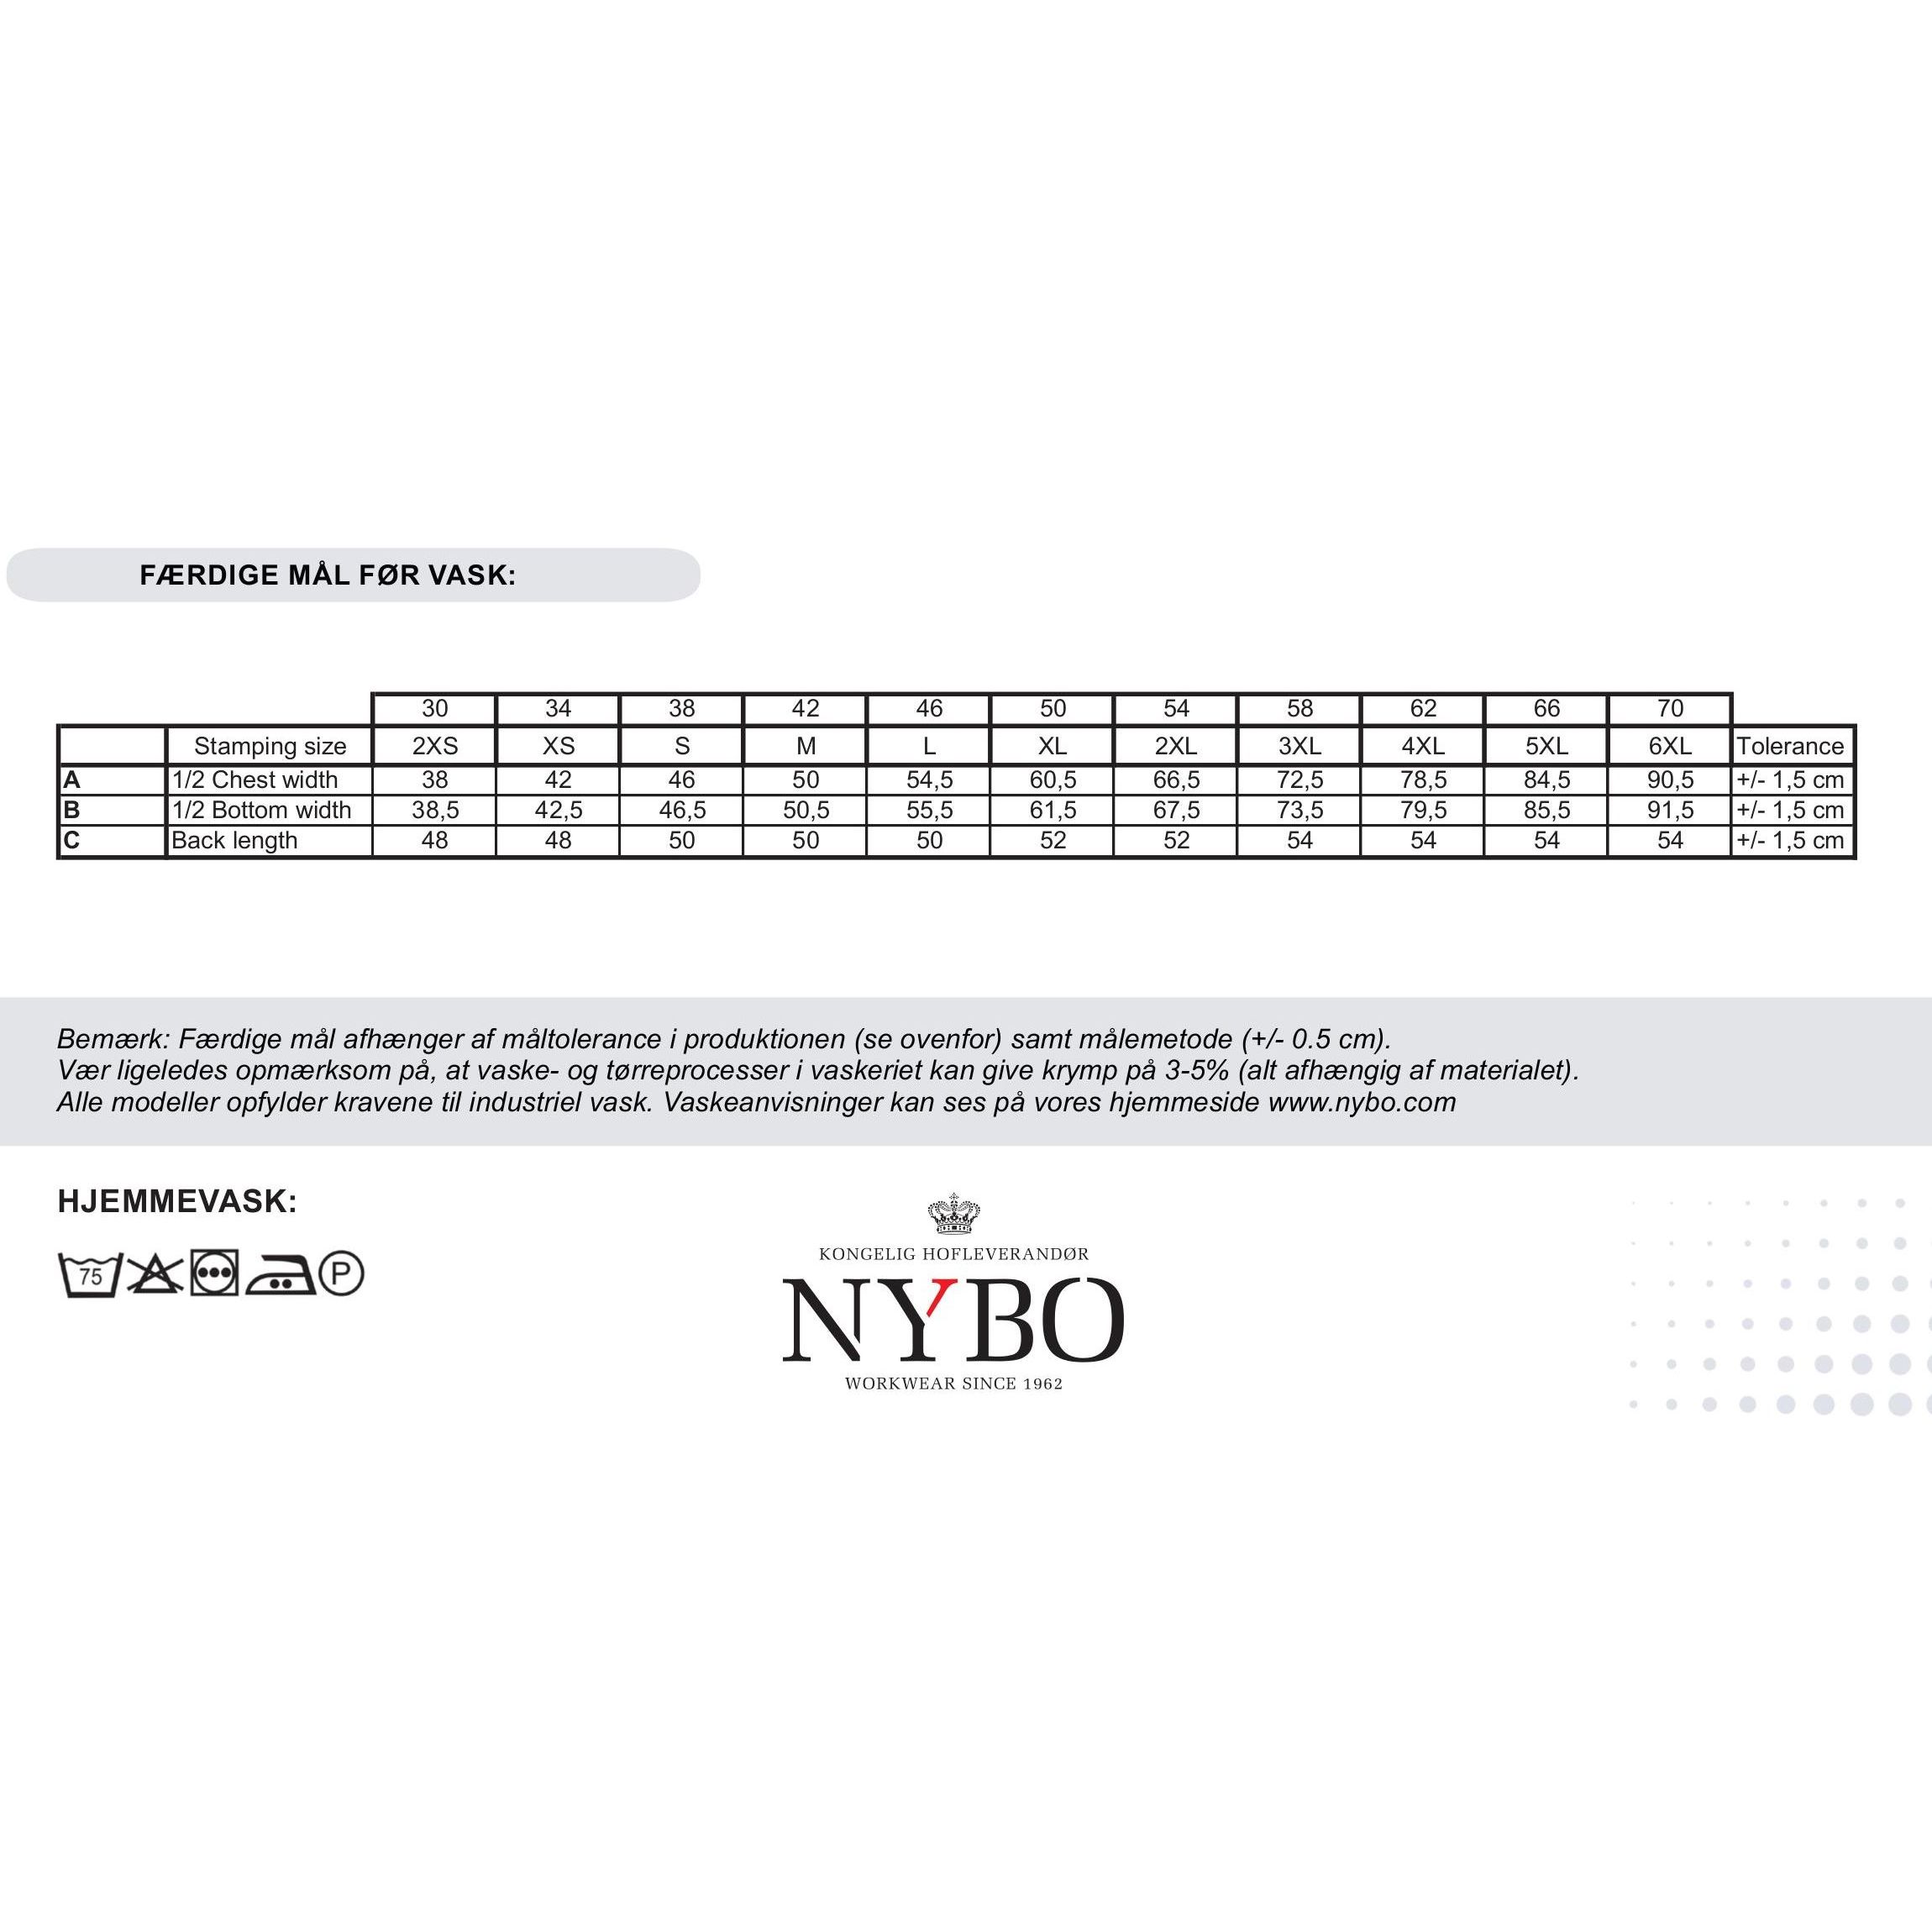 FÆRDIGE MÅL FØR VASK:
30 34 38 42 46 50 54 58 62 66 70
Stamping size 2XS XS S M L XL 2XL 3XL 4XL 5XL 6XL Tolerance
A 1/2 Chest width 38 42 46 50 54,5 60,5 66,5 72,5 78,5 84,5 90,5 +/- 1,5 cm
B 1/2 Bottom width 38,5 42,5 46,5 50,5 55,5 61,5 67,5 73,5 79,5 85,5 91,5 +/- 1,5 cm
C Back length 48 48 50 50 50 52 52 54 54 54 54 +/- 1,5 cm
Bemærk: Færdige mål afhænger af måltolerance i produktionen (se ovenfor) samt målemetode (+/- 0.5 cm).
Vær ligeledes opmærksom på, at vaske- og tørreprocesser i vaskeriet kan give krymp på 3-5% (alt afhængig af materialet).
Alle modeller opfylder kravene til industriel vask. Vaskeanvisninger kan ses på vores hjemmeside www.nybo.com
HJEMMEVASK:
75 P
KONGELIG HOFLEVERANDØR
NYBO
WORKWEAR SINCE 1962